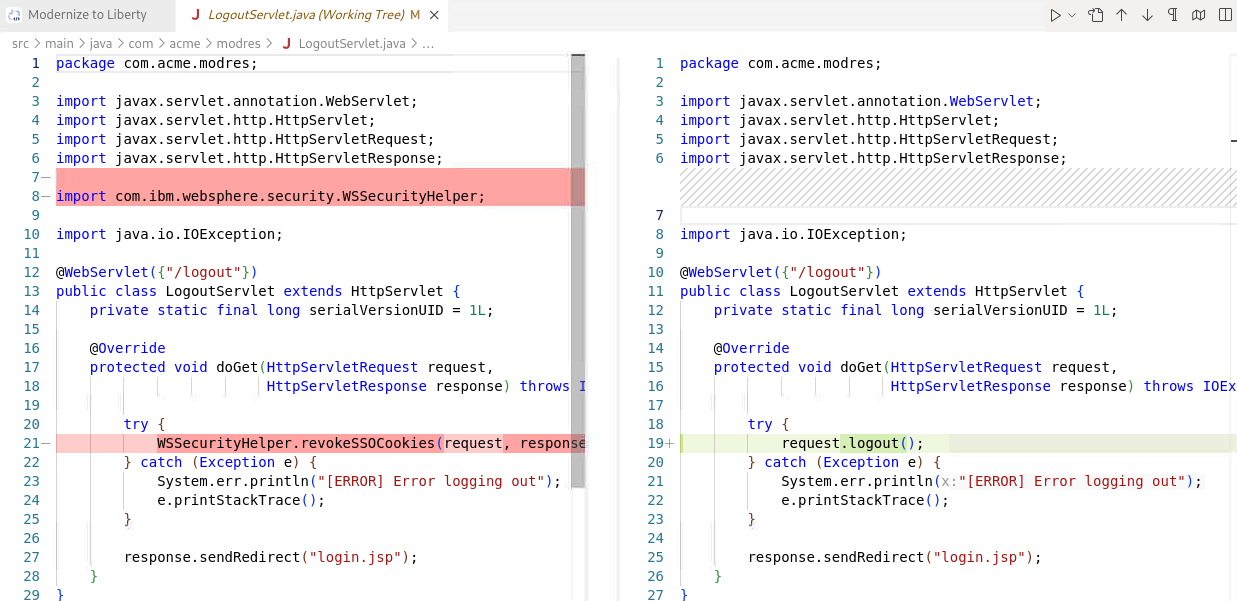 Modernize to Liberty
J LogoutServlet.java (Working Tree) M
src > main > java > com > acme > modres > J LogoutServlet.java > ...
1 package com.acme.modres;
2
3 import javax.servlet.annotation.WebServlet;
4 import javax.servlet.http.HttpServlet;
5 import javax.servlet.http.HttpServletRequest;
6 import javax.servlet.http.HttpServletResponse;
7−
8− import com.ibm.websphere.security.WSSecurityHelper;
9
10 import java.io.IOException;
11
12 @WebServlet({"/logout"})
13 public class LogoutServlet extends HttpServlet {
14 private static final long serialVersionUID = 1L;
15
16 @Override
17 protected void doGet(HttpServletRequest request,
18 HttpServletResponse response) throws I
19
20 try {
21− WSSecurityHelper.revokeSSOCookies(request, response
22 } catch (Exception e) {
23 System.err.println("[ERROR] Error logging out");
24 e.printStackTrace();
25 }
26
27 response.sendRedirect("login.jsp");
28 }
29 }
1 package com.acme.modres;
2
3 import javax.servlet.annotation.WebServlet;
4 import javax.servlet.http.HttpServlet;
5 import javax.servlet.http.HttpServletRequest;
6 import javax.servlet.http.HttpServletResponse;
7
8 import java.io.IOException;
9
10 @WebServlet({"/logout"})
11 public class LogoutServlet extends HttpServlet {
12 private static final long serialVersionUID = 1L;
13
14 @Override
15 protected void doGet(HttpServletRequest request,
16 HttpServletResponse response) throws IOEx
17
18 try {
19+ request.logout();
20 } catch (Exception e) {
21 System.err.println(x:"[ERROR] Error logging out");
22 e.printStackTrace();
23 }
24
25 response.sendRedirect("login.jsp");
26 }
27 }